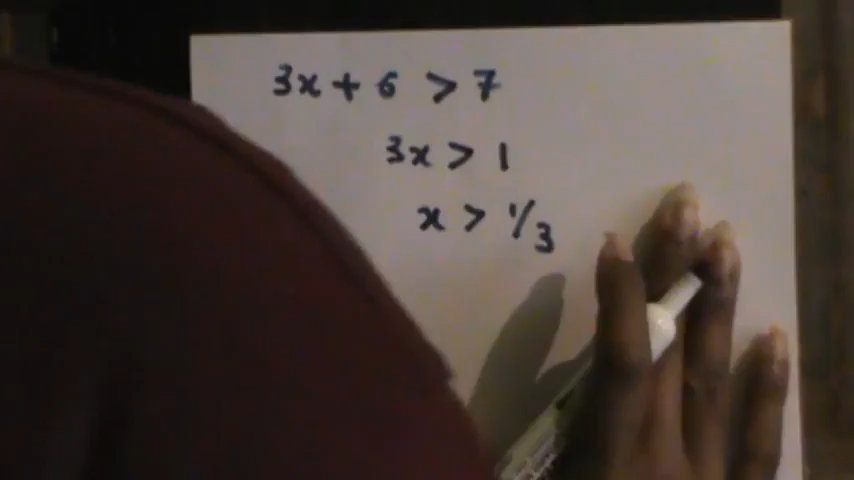 3x + 6 > 7
3x > 1
x > 1/3